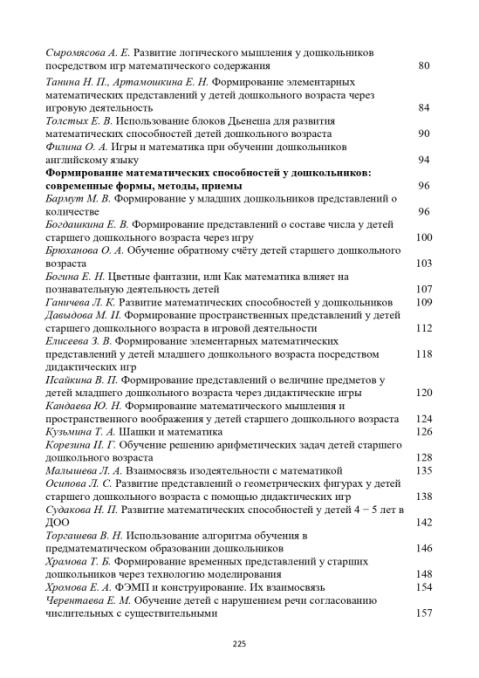 Сыромясова А. Е. Развитие логического мышления у дошкольников
посредством игр математического содержания 80
Танина Н. П., Артамошкина Е. Н. Формирование элементарных
математических представлений у детей дошкольного возраста через
игровую деятельность 84
Толстых Е. В. Использование блоков Дьенеша для развития
математических способностей детей дошкольного возраста 90
Филина О. А. Игры и математика при обучении дошкольников
английскому языку 94
Формирование математических способностей у дошкольников:
современные формы, методы, приемы 96
Бармут М. В. Формирование у младших дошкольников представлений о
количестве 96
Богдашкина Е. В. Формирование представлений о составе числа у детей
старшего дошкольного возраста через игру 100
Брюханова О. А. Обучение обратному счёту детей старшего дошкольного
возраста 103
Богина Е. Н. Цветные фантазии, или Как математика влияет на
познавательную деятельность детей 107
Ганичева Л. К. Развитие математических способностей у дошкольников 109
Давыдова М. И. Формирование пространственных представлений у детей
старшего дошкольного возраста в игровой деятельности 112
Елисеева З. В. Формирование элементарных математических
представлений у детей младшего дошкольного возраста посредством 118
дидактических игр
Исайкина В. П. Формирование представлений о величине предметов у
детей младшего дошкольного возраста через дидактические игры 120
Кандаева Ю. Н. Формирование математического мышления и
пространственного воображения у детей старшего дошкольного возраста 124
Кузьмина Т. А. Шашки и математика 126
Корезина П. Г. Обучение решению арифметических задач детей старшего
дошкольного возраста 128
Малышева Л. А. Взаимосвязь изодеятельности с математикой 135
Осипова Л. С. Развитие представлений о геометрических фигурах у детей
старшего дошкольного возраста с помощью дидактических игр 138
Судакова Н. П. Развитие математических способностей у детей 4 − 5 лет в
ДОО 142
Торгашева В. Н. Использование алгоритма обучения в
предматематическом образовании дошкольников 146
Храмова Т. Б. Формирование временных представлений у старших
дошкольников через технологию моделирования 148
Хромова Е. А. ФЭМП и конструирование. Их взаимосвязь 154
Черентаева Е. М. Обучение детей с нарушением речи согласованию
числительных с существительными 157
225